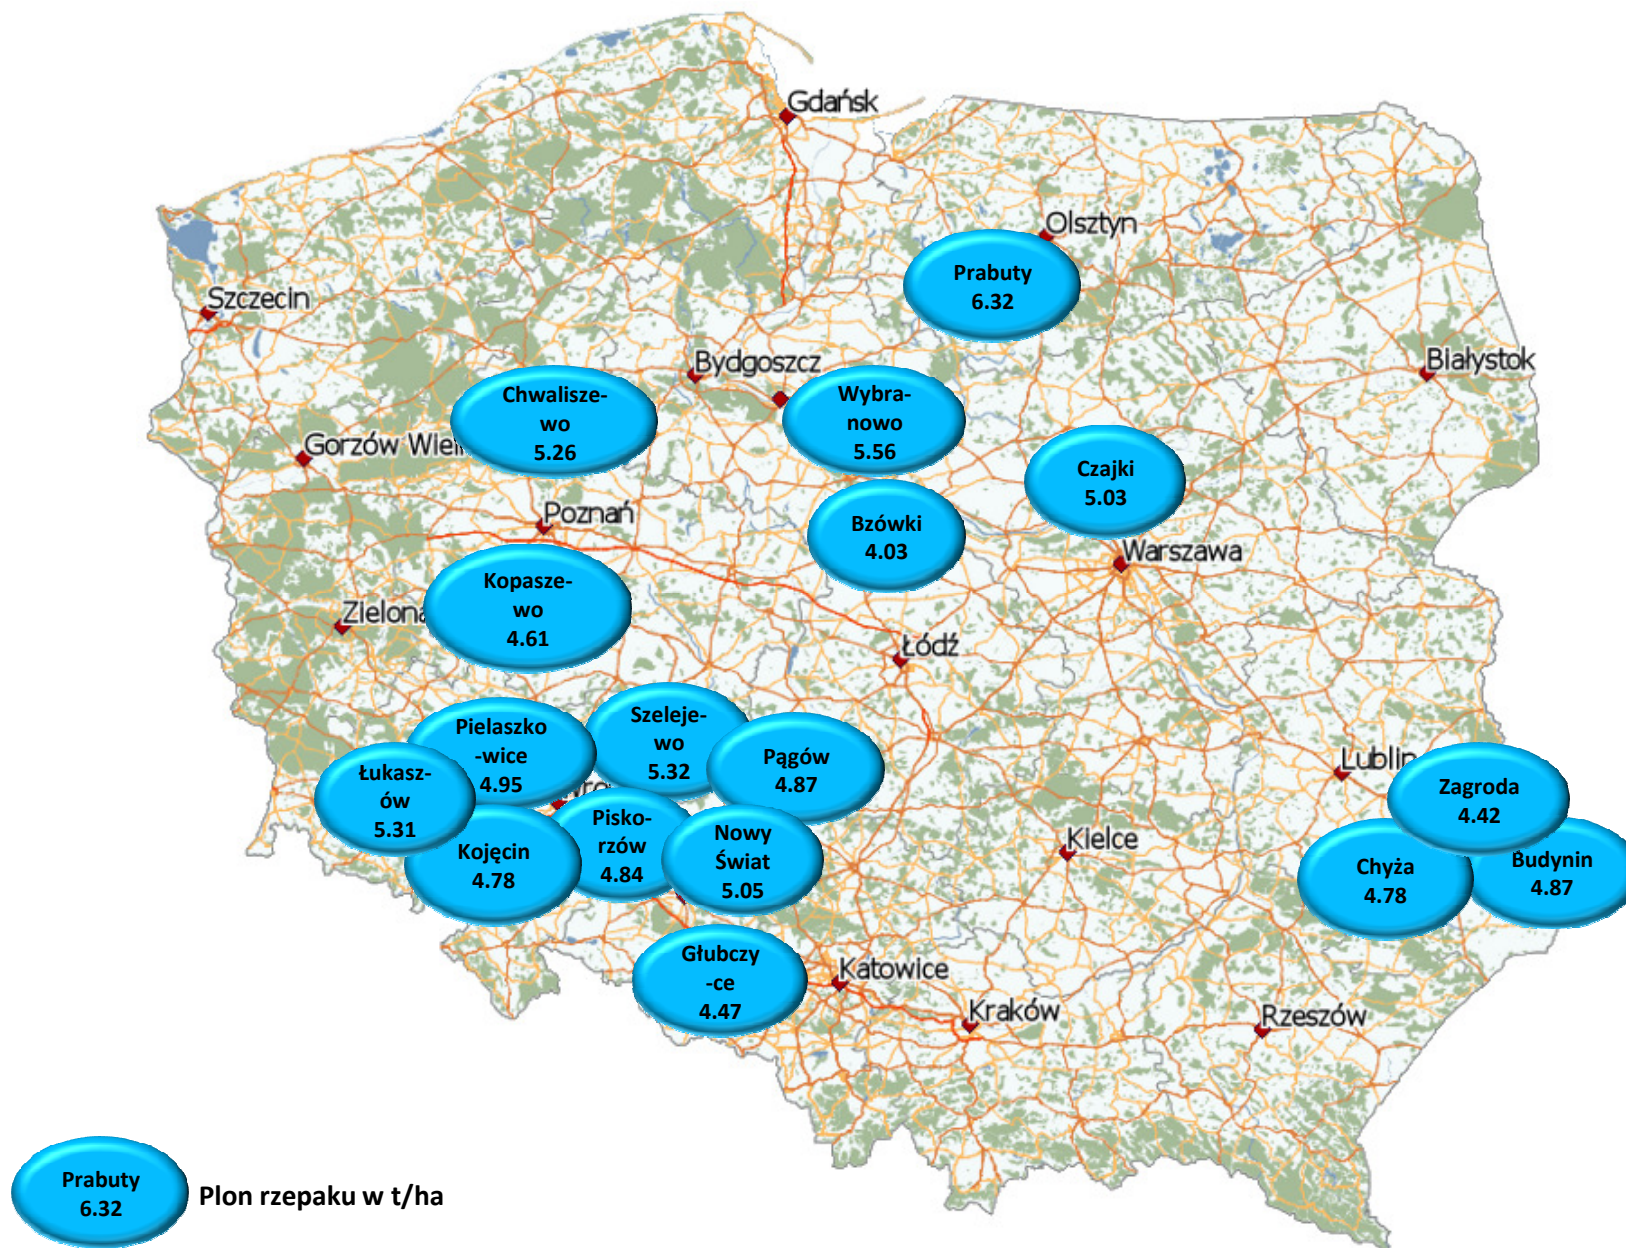 Gdańsk
Olsztyn
Prabuty
6.32
Szczecin
Bydgoszcz
Białystok
Chwalisze-
wo
5.26
Wybra-
nowo
5.56
Gorzów Wiel
Czajki
5.03
Poznań
Bzówki
4.03
Warszawa
Kopasze-
wo
4.61
Zielona
Łódź
Pielaszko
-wice
4.95
Szeleje-
wo
5.32
Pągów
4.87
Łukasz-
ów
5.31
Lublin
Zagroda
4.42
Kojęcin
4.78
Pisko-
rzów
4.84
Nowy
Świat
5.05
Kielce
Chyża
4.78
Budynin
4.87
Głubczy
-ce
4.47
Katowice
Kraków
Rzeszów
Prabuty
6.32
Plon rzepaku w t/ha